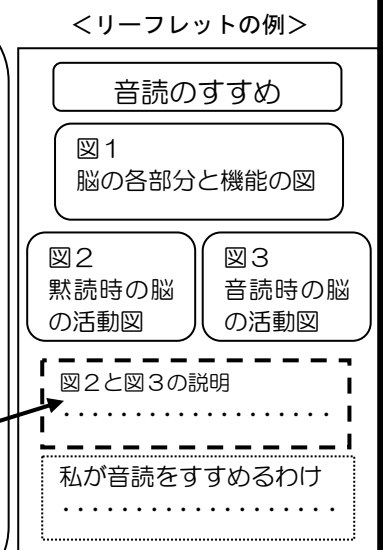 ＜リーフレットの例＞
音読のすすめ
図１
脳の各部分と機能の図
図２
黙読時の脳
の活動図
図３
音読時の脳
の活動図
図２と図３の説明
・・・・・・・・・・・・・・・・・・・
私が音読をすすめるわけ
・・・・・・・・・・・・・・・・・・・